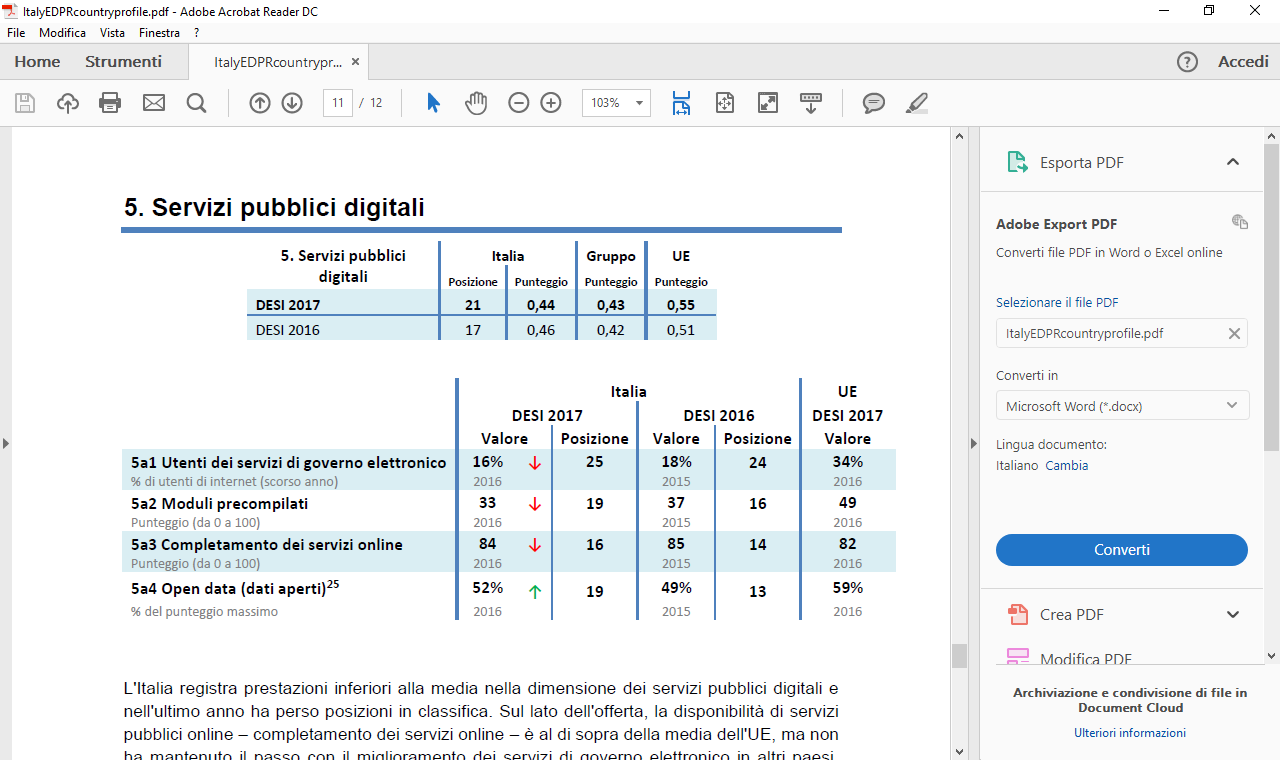 ItalyEDPRcountryprofile.pdf - Adobe Acrobat Reader DC
File Modifica Vista Finestra ?
Home Strumenti ItalyEDPRcountrypr... × ? Accedi
11 / 12 103%
5. Servizi pubblici digitali
5. Servizi pubblici digitali Italia Gruppo UE
Posizione Punteggio Punteggio Punteggio
DESI 2017 21 0,44 0,43 0,55
DESI 2016 17 0,46 0,42 0,51
Italia UE
DESI 2017 DESI 2016 DESI 2017
Valore Posizione Valore Posizione Valore
5a1 Utenti dei servizi di governo elettronico 16% ↓ 25 18% 24 34%
% di utenti di internet (scorso anno) 2016 2015 2016
5a2 Moduli precompilati 33 ↓ 19 37 16 49
Punteggio (da 0 a 100) 2016 2015 2016
5a3 Completamento dei servizi online 84 ↓ 16 85 14 82
Punteggio (da 0 a 100) 2016 2015 2016
5a4 Open data (dati aperti)25 52% ↑ 19 49% 13 59%
% del punteggio massimo 2016 2015 2016
L'Italia registra prestazioni inferiori alla media nella dimensione dei servizi pubblici digitali e
nell'ultimo anno ha perso posizioni in classifica. Sul lato dell'offerta, la disponibilità di servizi
pubblici online – completamento dei servizi online – è al di sopra della media dell'UE, ma non
ha mantenuto il passo con il miglioramento dei servizi di governo elettronico in altri paesi.
Esporta PDF
Adobe Export PDF
Converti file PDF in Word o Excel online
Selezionare il file PDF
ItalyEDPRcountryprofile.pdf
Converti in
Microsoft Word (*.docx)
Lingua documento:
Italiano Cambia
Converti
Crea PDF
Modifica PDF
Archiviazione e condivisione di file in
Document Cloud
Ulteriori informazioni